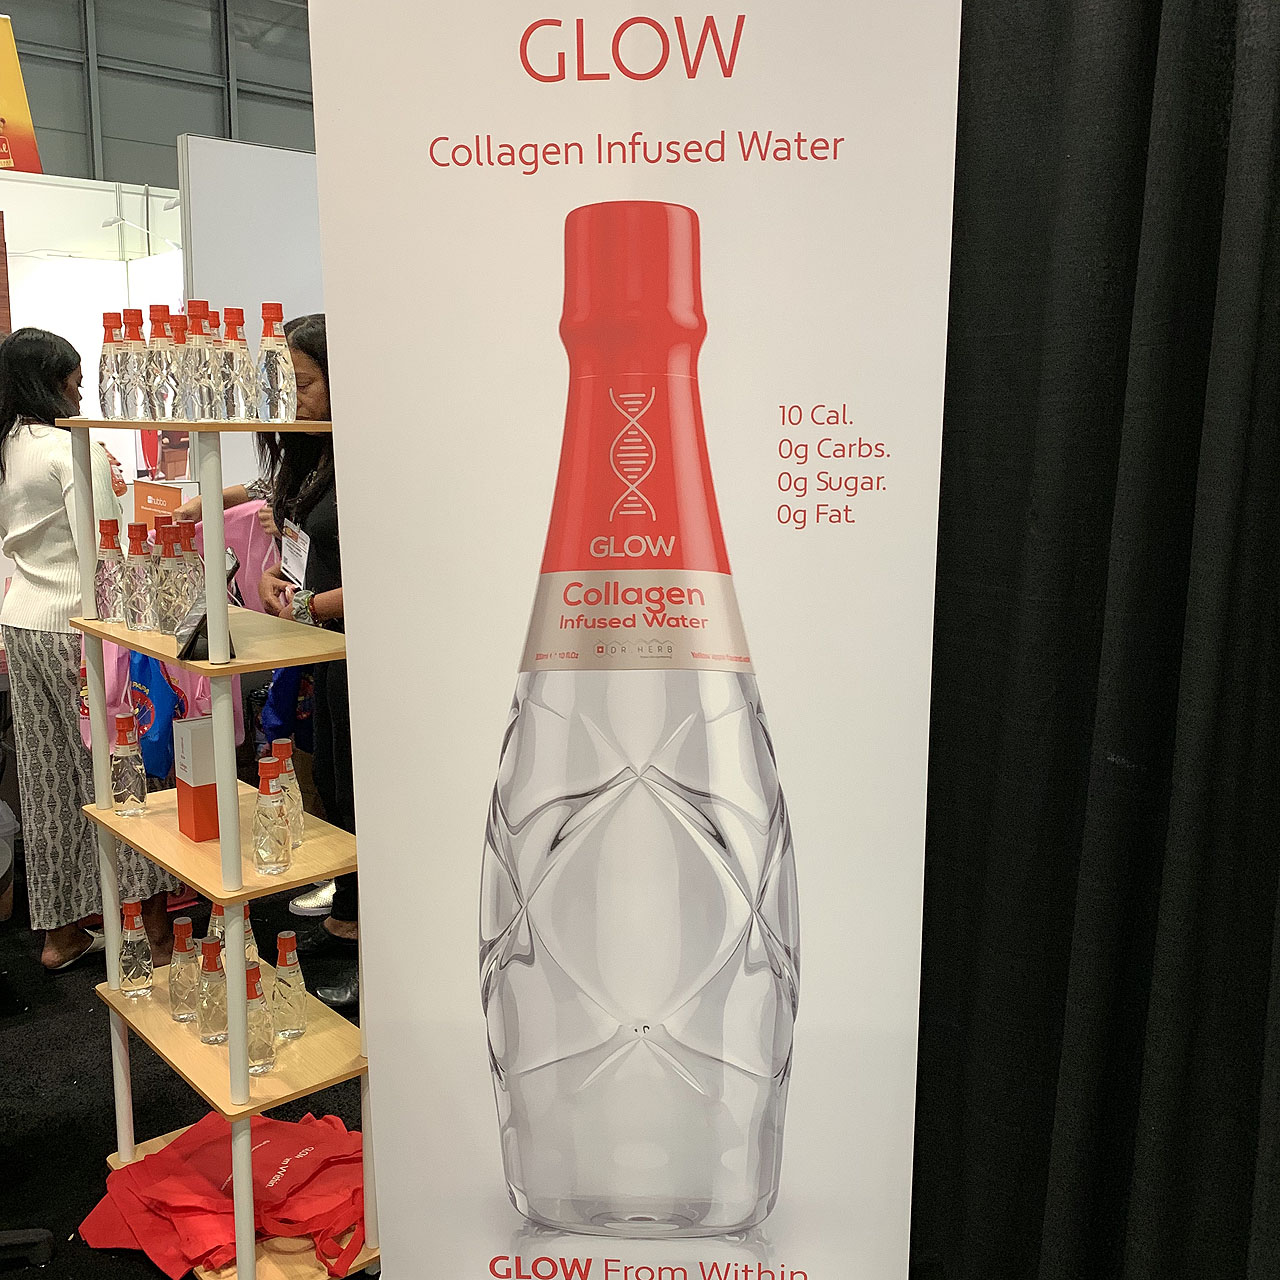 GLOW
Collagen Infused Water
10 Cal.
0g Carbs.
0g Sugar.
0g Fat.
GLOW
Collagen
Infused Water
DR. HERB
GLOW From Within
hubba